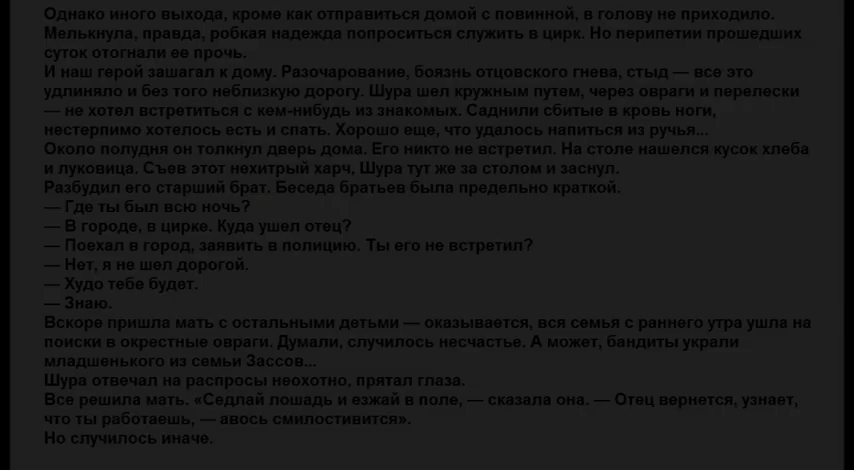 Однако иного выхода, кроме как отправиться домой с повинной, в голову не приходило.
Мелькнула, правда, робкая надежда попроситься служить в цирк. Но перипетии прошедших
суток отогнали ее прочь.
И наш герой зашагал к дому. Разочарование, боязнь отцовского гнева, стыд — все это
удлиняло и без того неблизкую дорогу. Шура шел кружным путем, через овраги и перелески
— не хотел встретиться с кем-нибудь из знакомых. Саднили сбитые в кровь ноги,
нестерпимо хотелось есть и спать. Хорошо еще, что удалось напиться из ручья...
Около полудня он толкнул дверь дома. Его никто не встретил. На столе нашелся кусок хлеба
и луковица. Съев этот нехитрый харч, Шура тут же за столом и заснул.
Разбудил его старший брат. Беседа братьев была предельно краткой.
— Где ты был всю ночь?
— В городе, в цирке. Куда ушел отец?
— Поехал в город, заявить в полицию. Ты его не встретил?
— Нет, я не шел дорогой.
— Худо тебе будет.
— Знаю.
Вскоре пришла мать с остальными детьми — оказывается, вся семья с раннего утра ушла на
поиски в окрестные овраги. Думали, случилось несчастье. А может, бандиты украли
младшенького из семьи Зассов...
Шура отвечал на распросы неохотно, прятал глаза.
Все решила мать. «Седлай лошадь и езжай в поле, — сказала она. — Отец вернется, узнает,
что ты работаешь, — авось смилостивится».
Но случилось иначе.